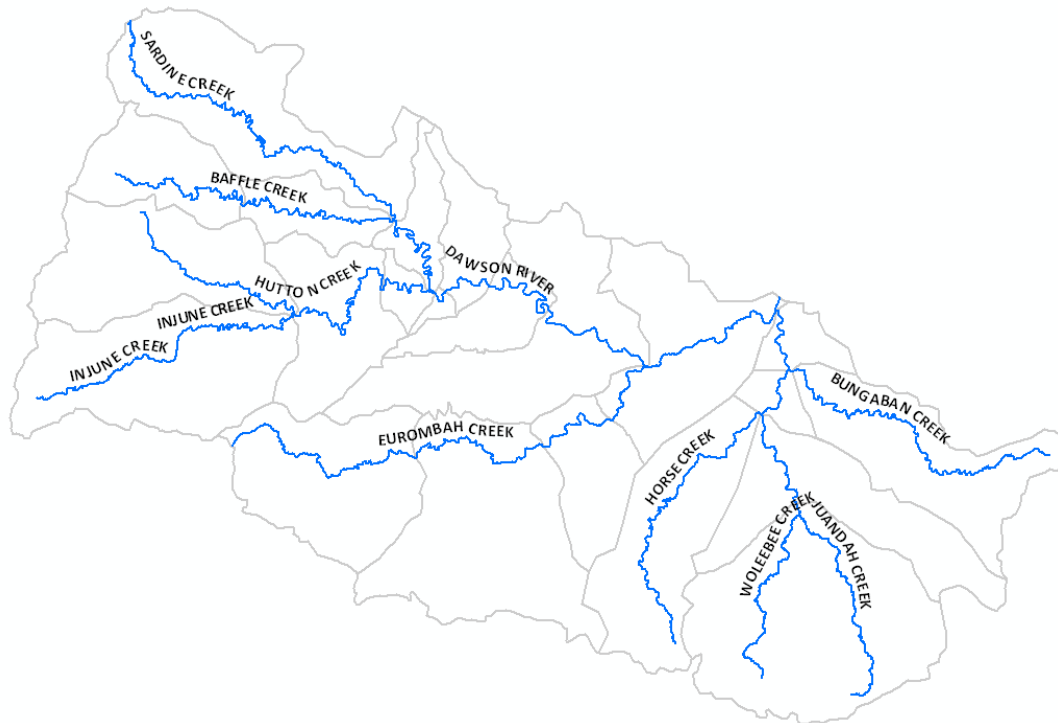 SARDINE CREEK
BAFFLE CREEK
HUTTON CREEK
DAWSON RIVER
INJUNE CREEK
INJUNE CREEK
EUROMBAH CREEK
BUNGABAN CREEK
HORSE CREEK
WOLEEBEE CREEK
JUANDAH CREEK